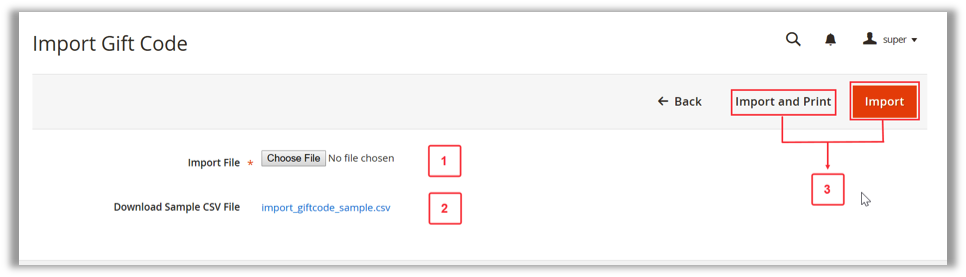 Import Gift Code
super
Back
Import and Print
Import
Import File * Choose File No file chosen
1
3
Download Sample CSV File import_giftcode_sample.csv
2